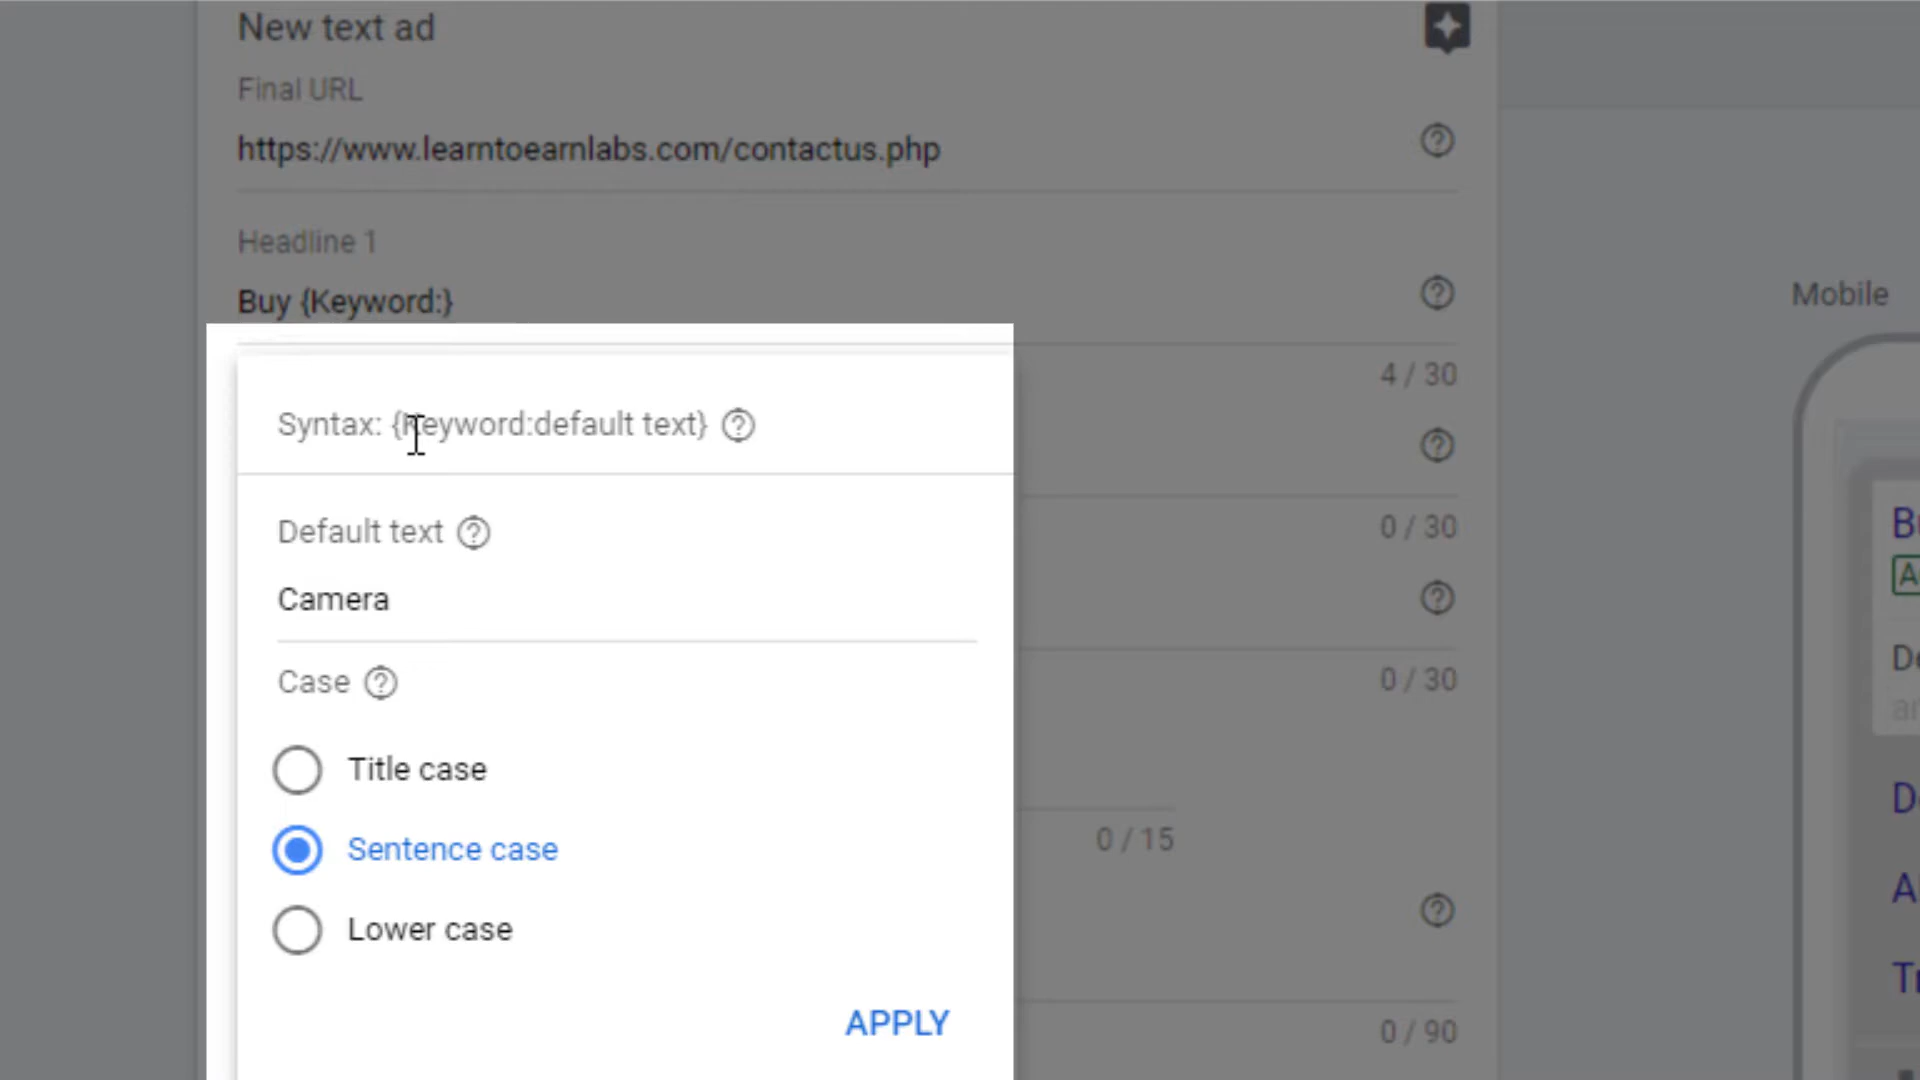 New text ad
Final URL
https://www.learntoearnlabs.com/contactus.php
Headline 1
Buy {Keyword:}
4 / 30
Syntax: {Keyword:default text}
0 / 30
Default text
Camera
0 / 30
Case
Title case
0 / 15
Sentence case
Lower case
APPLY
0 / 90
Mobile